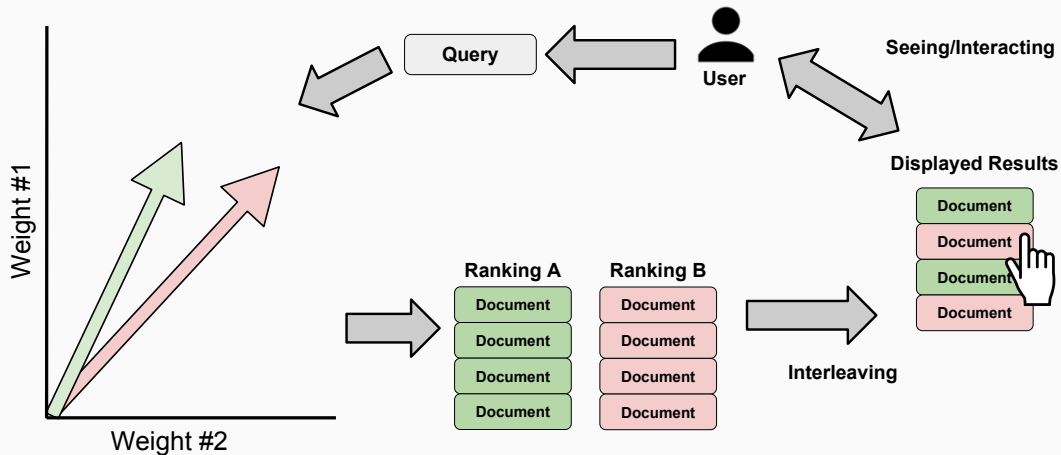 Query
User
Seeing/Interacting
Displayed Results
Document
Document
Document
Document
Weight #1
Weight #2
Ranking A
Ranking B
Document
Document
Document
Document
Document
Document
Document
Document
Interleaving